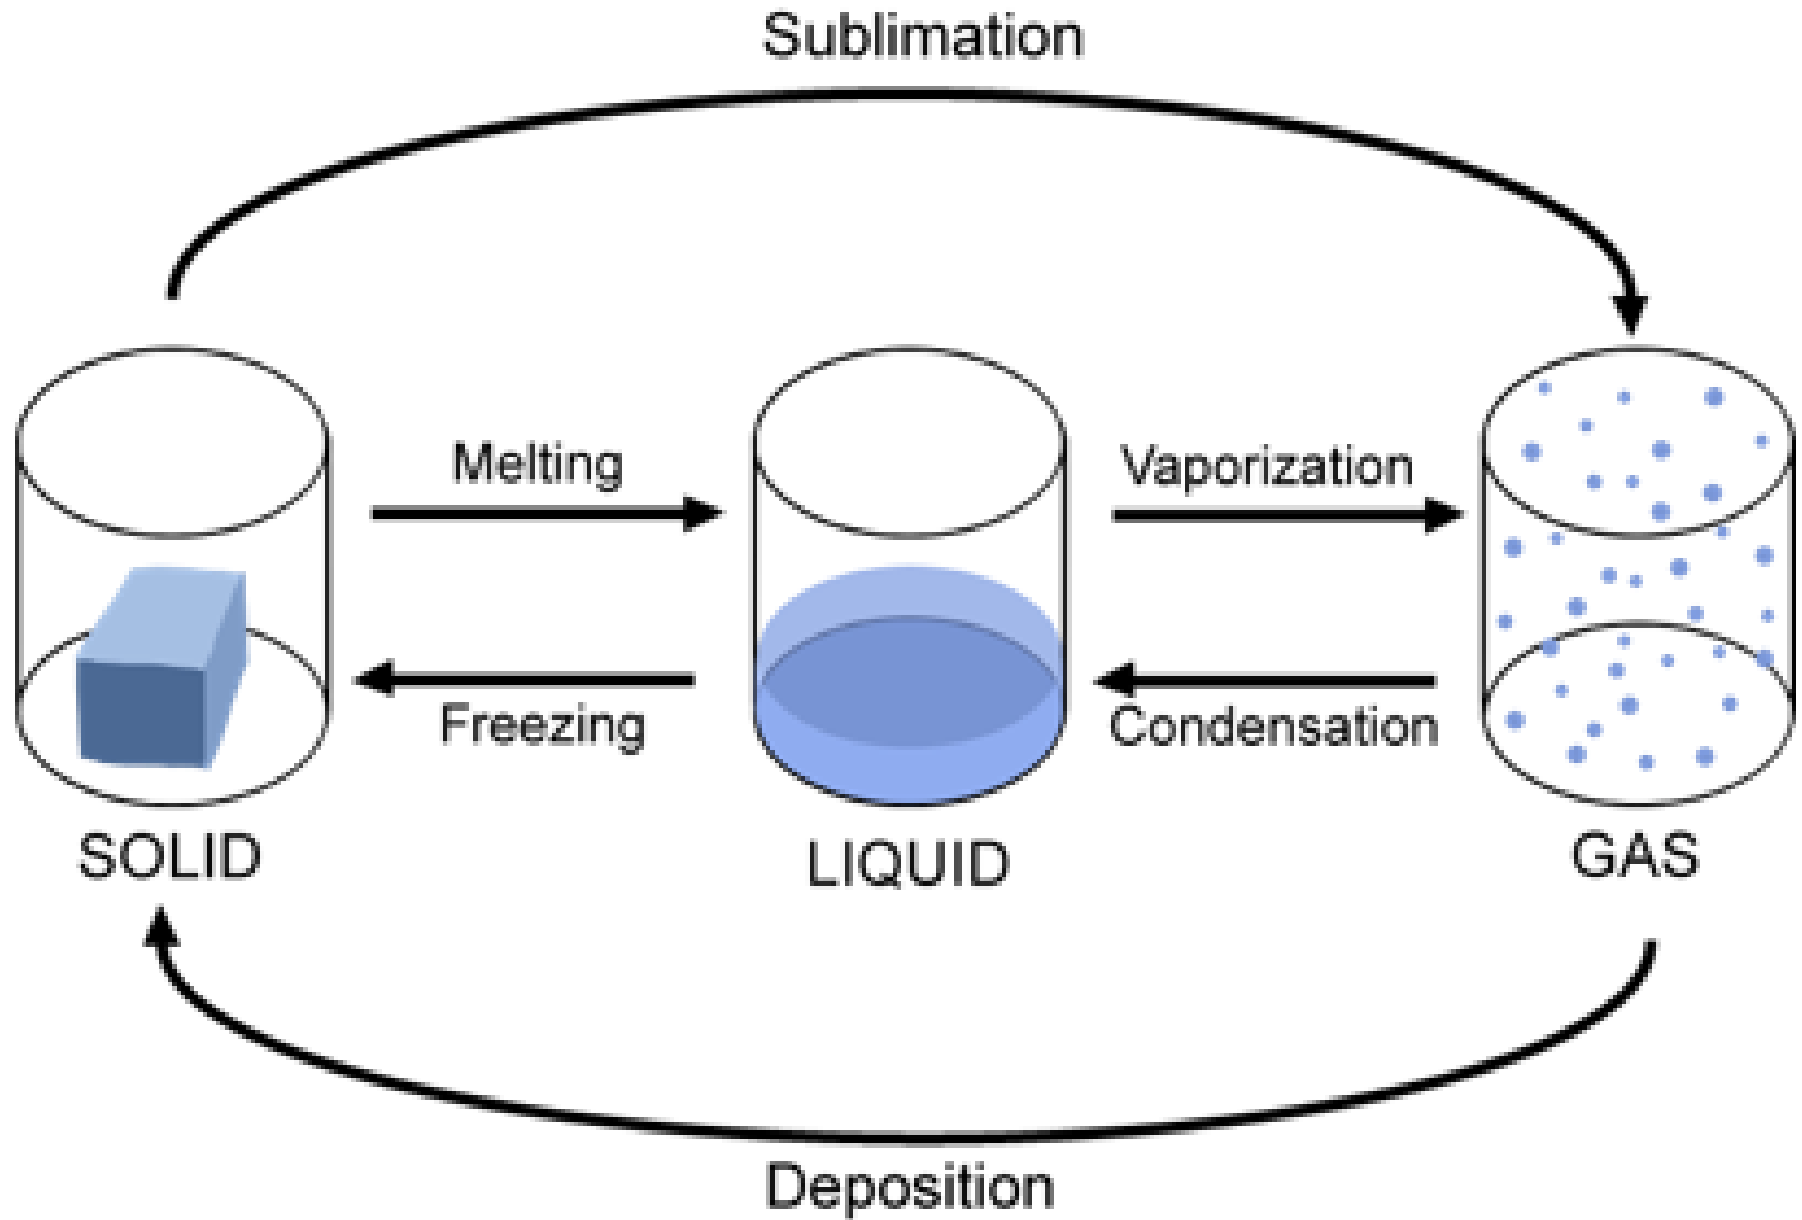 Sublimation
Melting
Vaporization
Freezing
Condensation
SOLID
LIQUID
GAS
Deposition